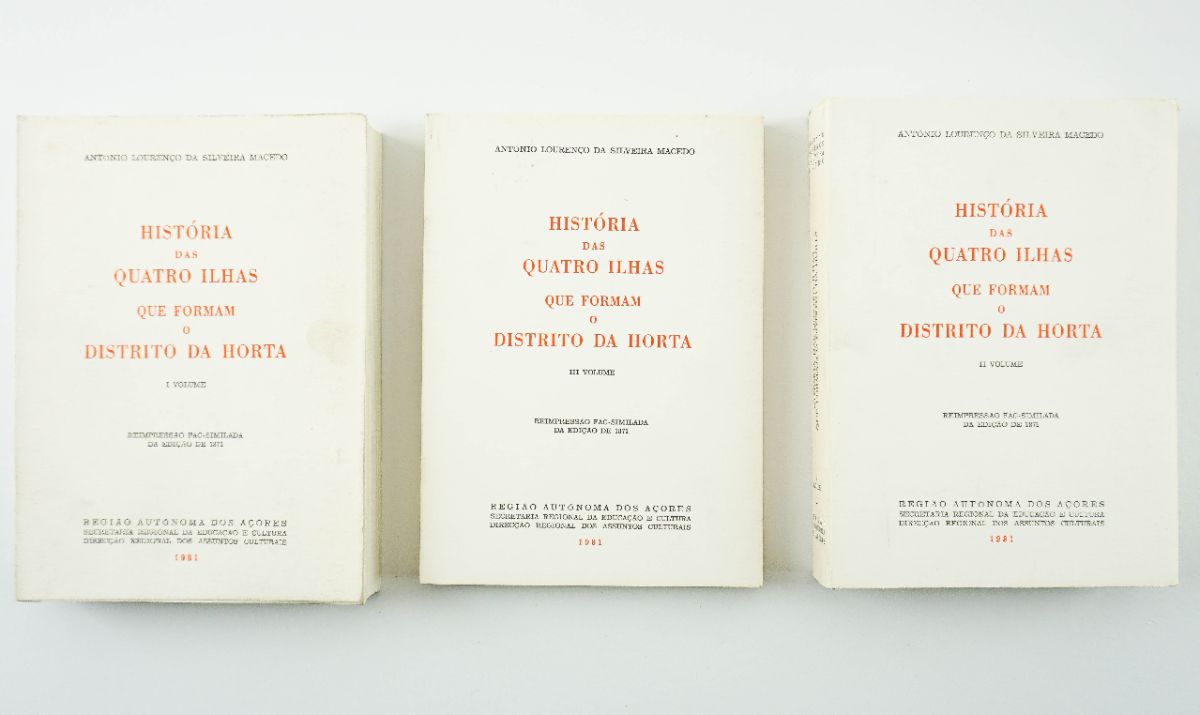 ANTÓNIO LOURENÇO DA SILVEIRA MACEDO
HISTÓRIA
DAS
QUATRO ILHAS
QUE FORMAM
O
DISTRITO DA HORTA
I VOLUME
REIMPRESSÃO FAC-SIMILADA
DA EDIÇÃO DE 1871
REGIÃO AUTÓNOMA DOS AÇORES
SECRETARIA REGIONAL DA EDUCAÇÃO E CULTURA
DIRECÇÃO REGIONAL DOS ASSUNTOS CULTURAIS
1981
ANTÓNIO LOURENÇO DA SILVEIRA MACEDO
HISTÓRIA
DAS
QUATRO ILHAS
QUE FORMAM
O
DISTRITO DA HORTA
III VOLUME
REIMPRESSÃO FAC-SIMILADA
DA EDIÇÃO DE 1871
REGIÃO AUTÓNOMA DOS AÇORES
SECRETARIA REGIONAL DA EDUCAÇÃO E CULTURA
DIRECÇÃO REGIONAL DOS ASSUNTOS CULTURAIS
1981
ANTÓNIO LOURENÇO DA SILVEIRA MACEDO
HISTÓRIA
DAS
QUATRO ILHAS
QUE FORMAM
O
DISTRITO DA HORTA
II VOLUME
REIMPRESSÃO FAC-SIMILADA
DA EDIÇÃO DE 1871
REGIÃO AUTÓNOMA DOS AÇORES
SECRETARIA REGIONAL DA EDUCAÇÃO E CULTURA
DIRECÇÃO REGIONAL DOS ASSUNTOS CULTURAIS
1981